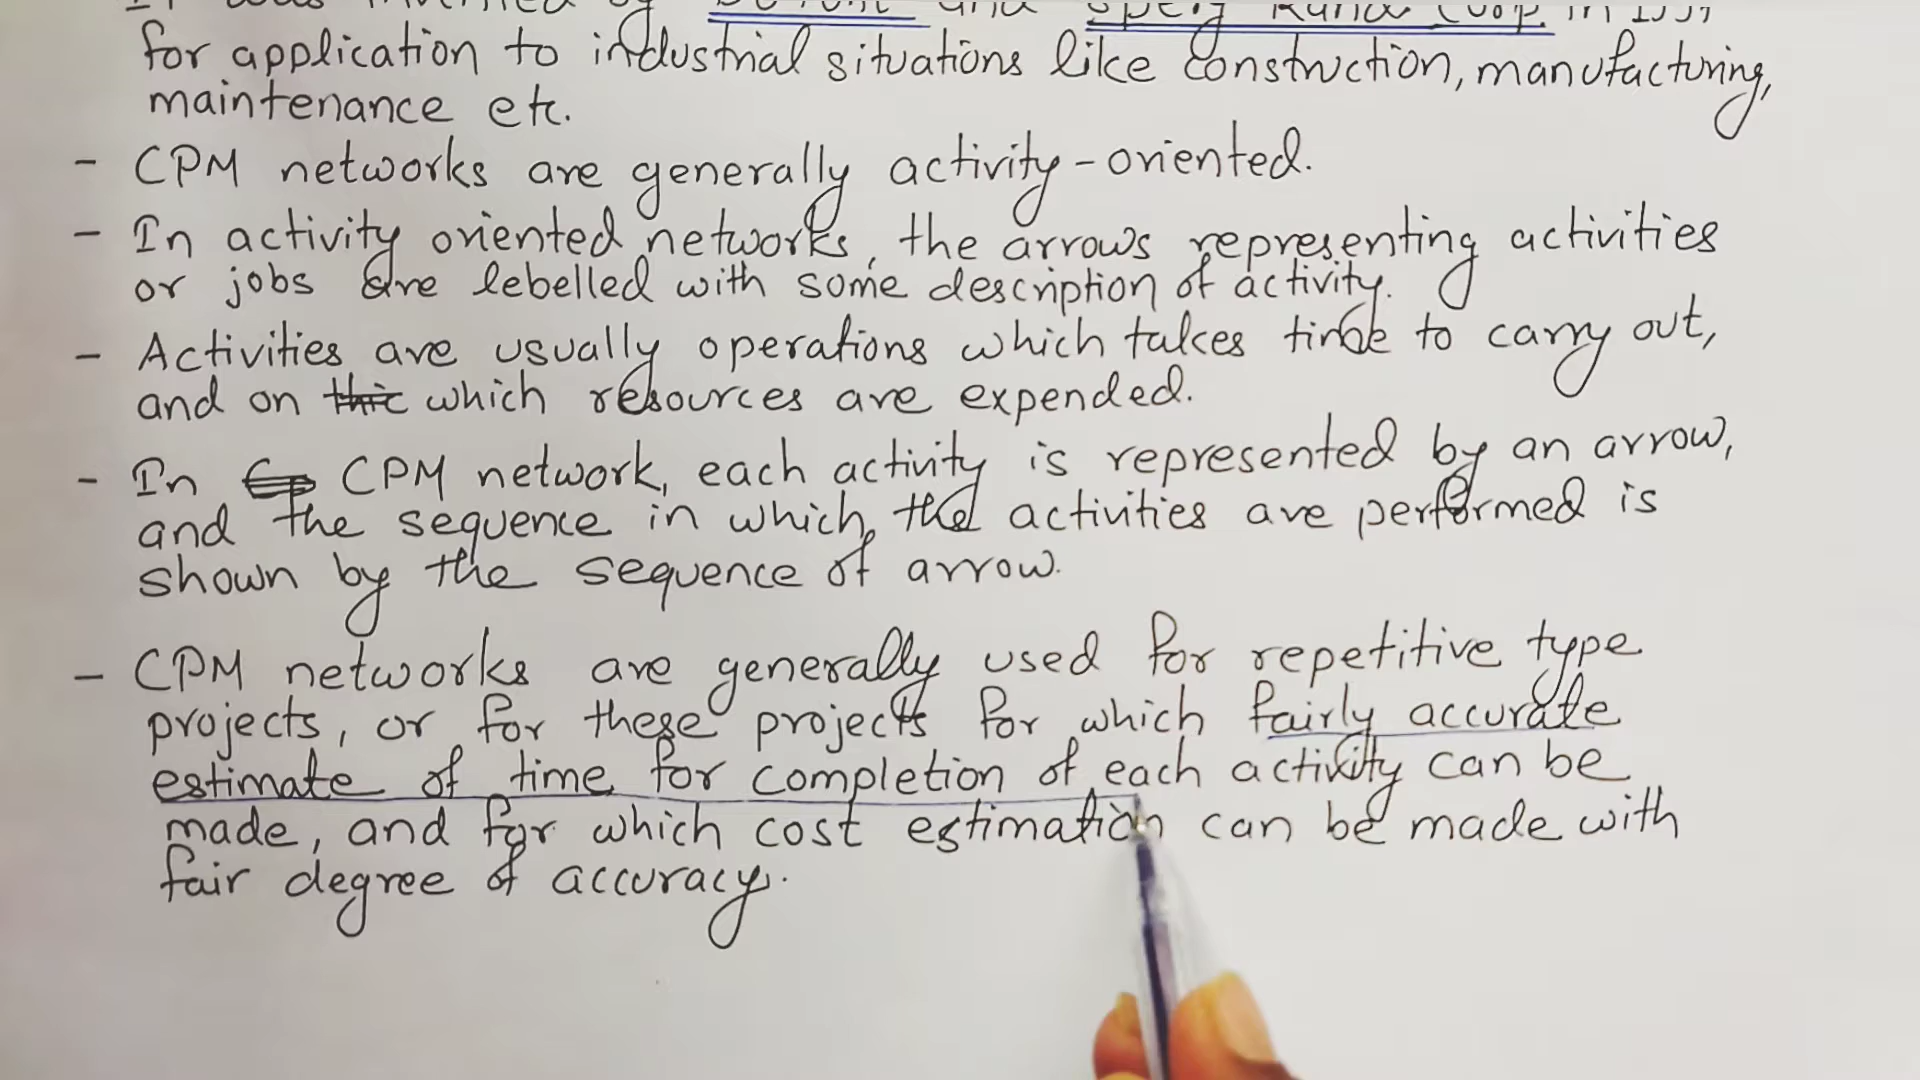 for application to industrial situations like construction, manufacturing,
maintenance etc.
- CPM networks are generally activity-oriented.
- In activity oriented networks, the arrows representing activities
or jobs are lebelled with some description of activity.
- Activities are usually operations which takes time to carry out,
and on this which resources are expended.
- In CPM network, each activity is represented by an arrow,
and the sequence in which, the activities are performed is
shown by the sequence of arrow.
- CPM networks are generally used for repetitive type
projects, or for these projects for which fairly accurate
estimate of time for completion of each activity can be
made, and for which cost estimation can be made with
fair degree of accuracy.